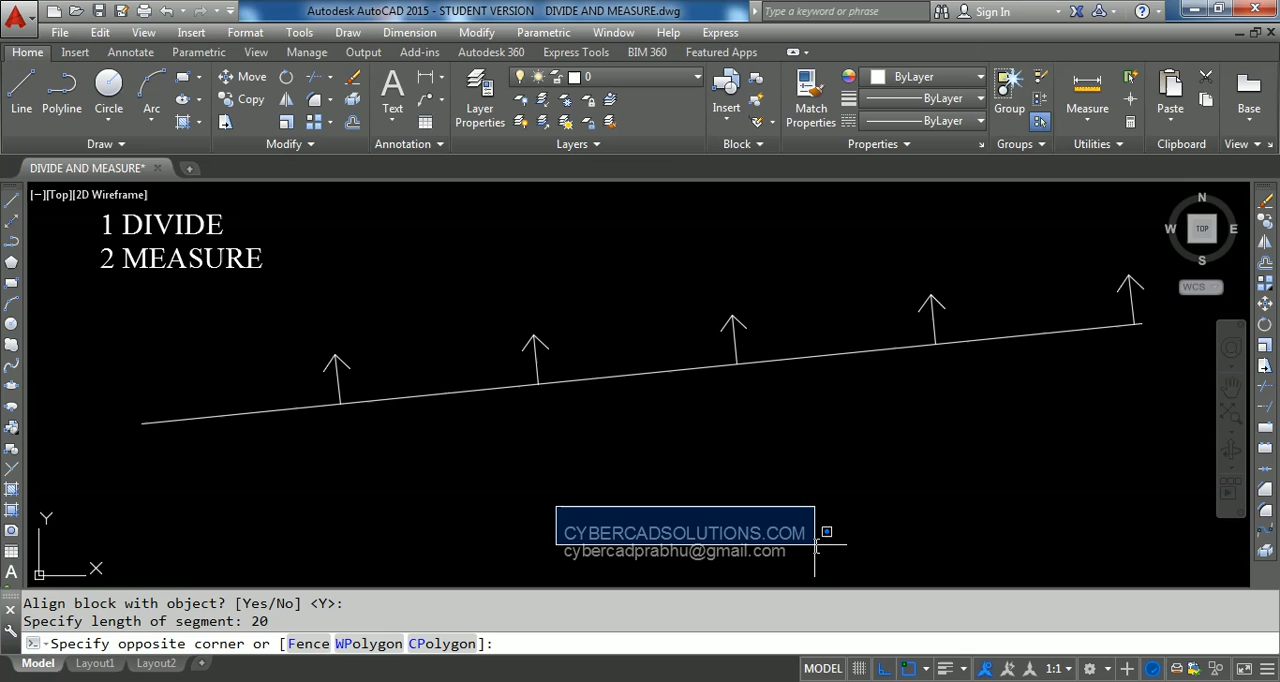 Autodesk AutoCAD 2015 - STUDENT VERSION    DIVIDE AND MEASURE.dwg
Type a keyword or phrase
Sign In
File Edit View Insert Format Tools Draw Dimension Modify Parametric Window Help Express
Home Insert Annotate Parametric View Manage Output Add-ins Autodesk 360 Express Tools BIM 360 Featured Apps
Line Polyline Circle Arc
Move
Copy
Text
Layer Properties
0
Insert
Match Properties
ByLayer
ByLayer
ByLayer
Group
Measure
Paste
Base
Draw Modify Annotation Layers Block Properties Groups Utilities Clipboard View
DIVIDE AND MEASURE*
[−][Top][2D Wireframe]
1 DIVIDE
2 MEASURE
N
W TOP E
S
WCS
CYBERCADSOLUTIONS.COM
cybercadprabhu@gmail.com
Y
X
A
Align block with object? [Yes/No] <Y>:
Specify length of segment: 20
Specify opposite corner or [Fence WPolygon CPolygon]:
Model Layout1 Layout2
MODEL 1:1